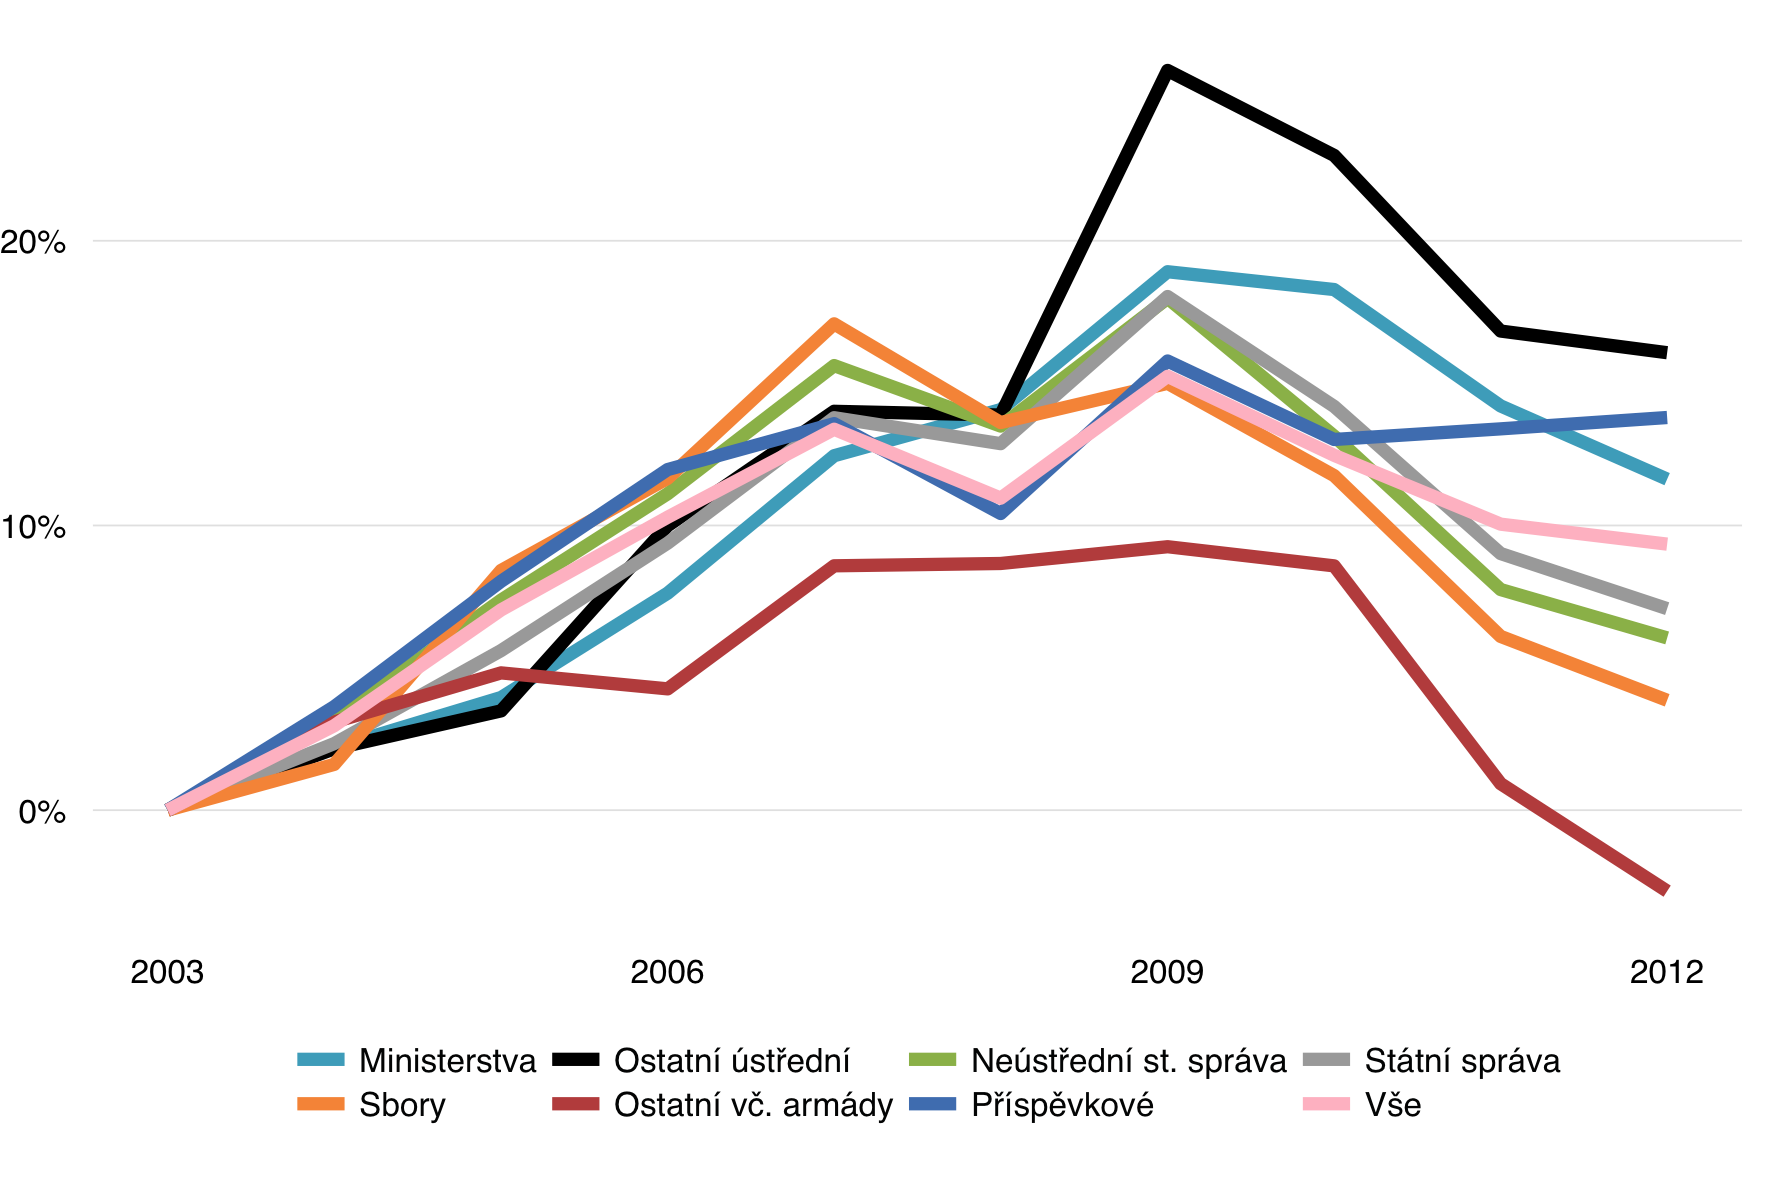 20%
10%
0%
2003 2006 2009 2012
Ministerstva Ostatní ústřední Neústřední st. správa Státní správa
Sbory Ostatní vč. armády Příspěvkové Vše